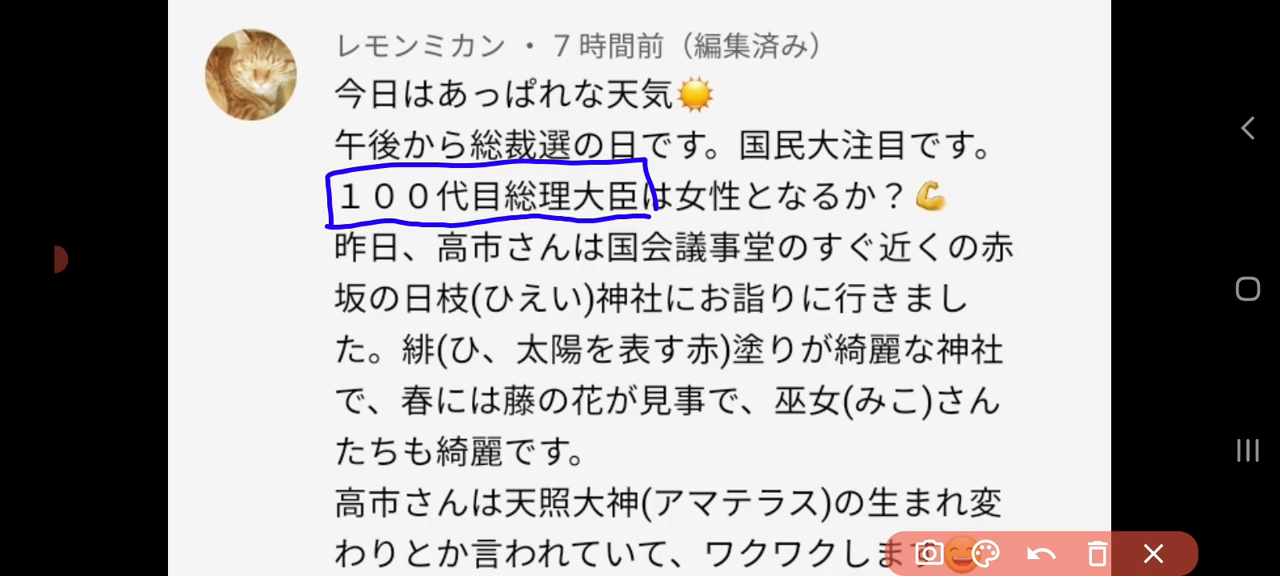 レモンミカン ・ 7 時間前（編集済み）
今日はあっぱれな天気☀️
午後から総裁選の日です。国民大注目です。
１００代目総理大臣は女性となるか？💪
昨日、高市さんは国会議事堂のすぐ近くの赤
坂の日枝(ひえい)神社にお詣りに行きまし
た。緋(ひ、太陽を表す赤)塗りが綺麗な神社
で、春には藤の花が見事で、巫女(みこ)さん
たちも綺麗です。
高市さんは天照大神(アマテラス)の生まれ変
わりとか言われていて、ワクワクします😄